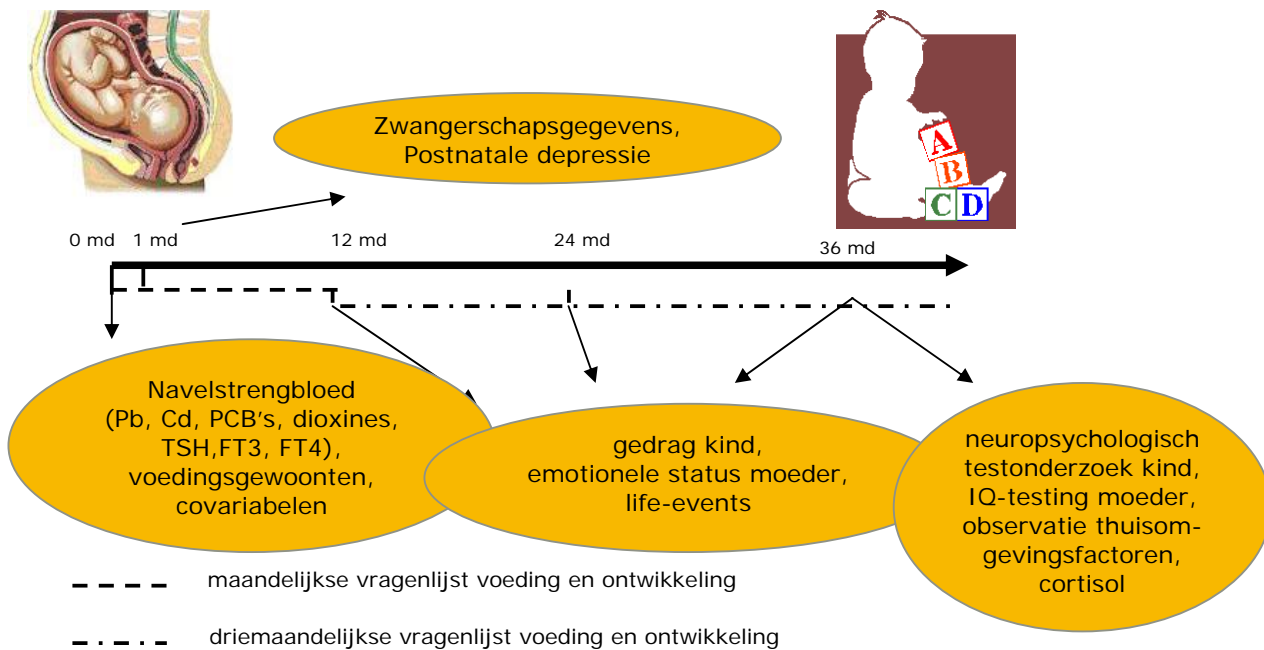 Zwangerschapsgegevens,
Postnatale depressie
A
B
C D
0 md 1 md 12 md 24 md 36 md
Navelstrengbloed
(Pb, Cd, PCB's, dioxines,
TSH,FT3, FT4),
voedingsgewoonten,
covariabelen
gedrag kind,
emotionele status moeder,
life-events
neuropsychologisch
testonderzoek kind,
IQ-testing moeder,
observatie thuisom-
gevingsfactoren,
cortisol
maandelijkse vragenlijst voeding en ontwikkeling
driemaandelijkse vragenlijst voeding en ontwikkeling